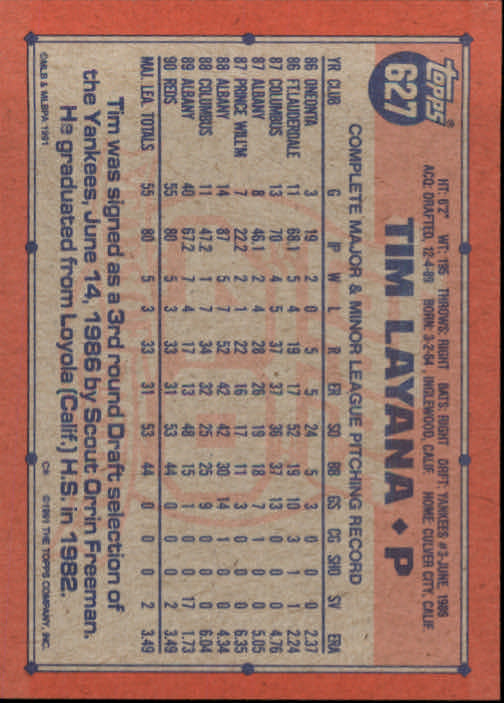 topps®
627
HT: 6'2" WT: 195 THROWS: RIGHT BATS: RIGHT DRFT: YANKEES #3-JUNE, 1986
ACQ: DRAFTED, 12-4-89 BORN: 3-2-64, INGLEWOOD, CALIF. HOME: CULVER CITY, CALIF.
TIM LAYANA ♦ P
COMPLETE MAJOR & MINOR LEAGUE PITCHING RECORD
YR CLUB G IP W L R ER SO BB GS CG SHO SV ERA
86 ONEONTA 3 19 2 0 5 5 24 5 3 0 0 0 2.37
86 FT.LAUDERDALE 11 68.1 5 4 19 17 52 19 10 3 1 1 2.24
87 COLUMBUS 13 70 4 5 37 37 36 37 13 0 0 0 4.76
87 ALBANY 8 46.1 2 4 28 26 19 18 7 1 0 0 5.05
87 PRINCE WILL'M 7 22.2 2 1 22 16 17 11 3 0 0 0 6.35
88 ALBANY 14 87 5 7 52 42 42 30 14 1 0 0 4.34
88 COLUMBUS 11 47.2 1 7 34 32 25 25 9 0 0 0 6.04
89 ALBANY 40 67.2 7 4 17 13 48 15 1 0 0 17 1.73
90 REDS 55 80 5 3 33 31 53 44 0 0 0 2 3.49
MAJ. LEA. TOTALS 55 80 5 3 33 31 53 44 0 0 0 2 3.49
Tim was signed as a 3rd round Draft selection of
the Yankees, June 14, 1986 by Scout Orrin Freeman.
He graduated from Loyola (Calif.) H.S. in 1982.
©MLB & MLBPA 1991
©1991 THE TOPPS COMPANY, INC.